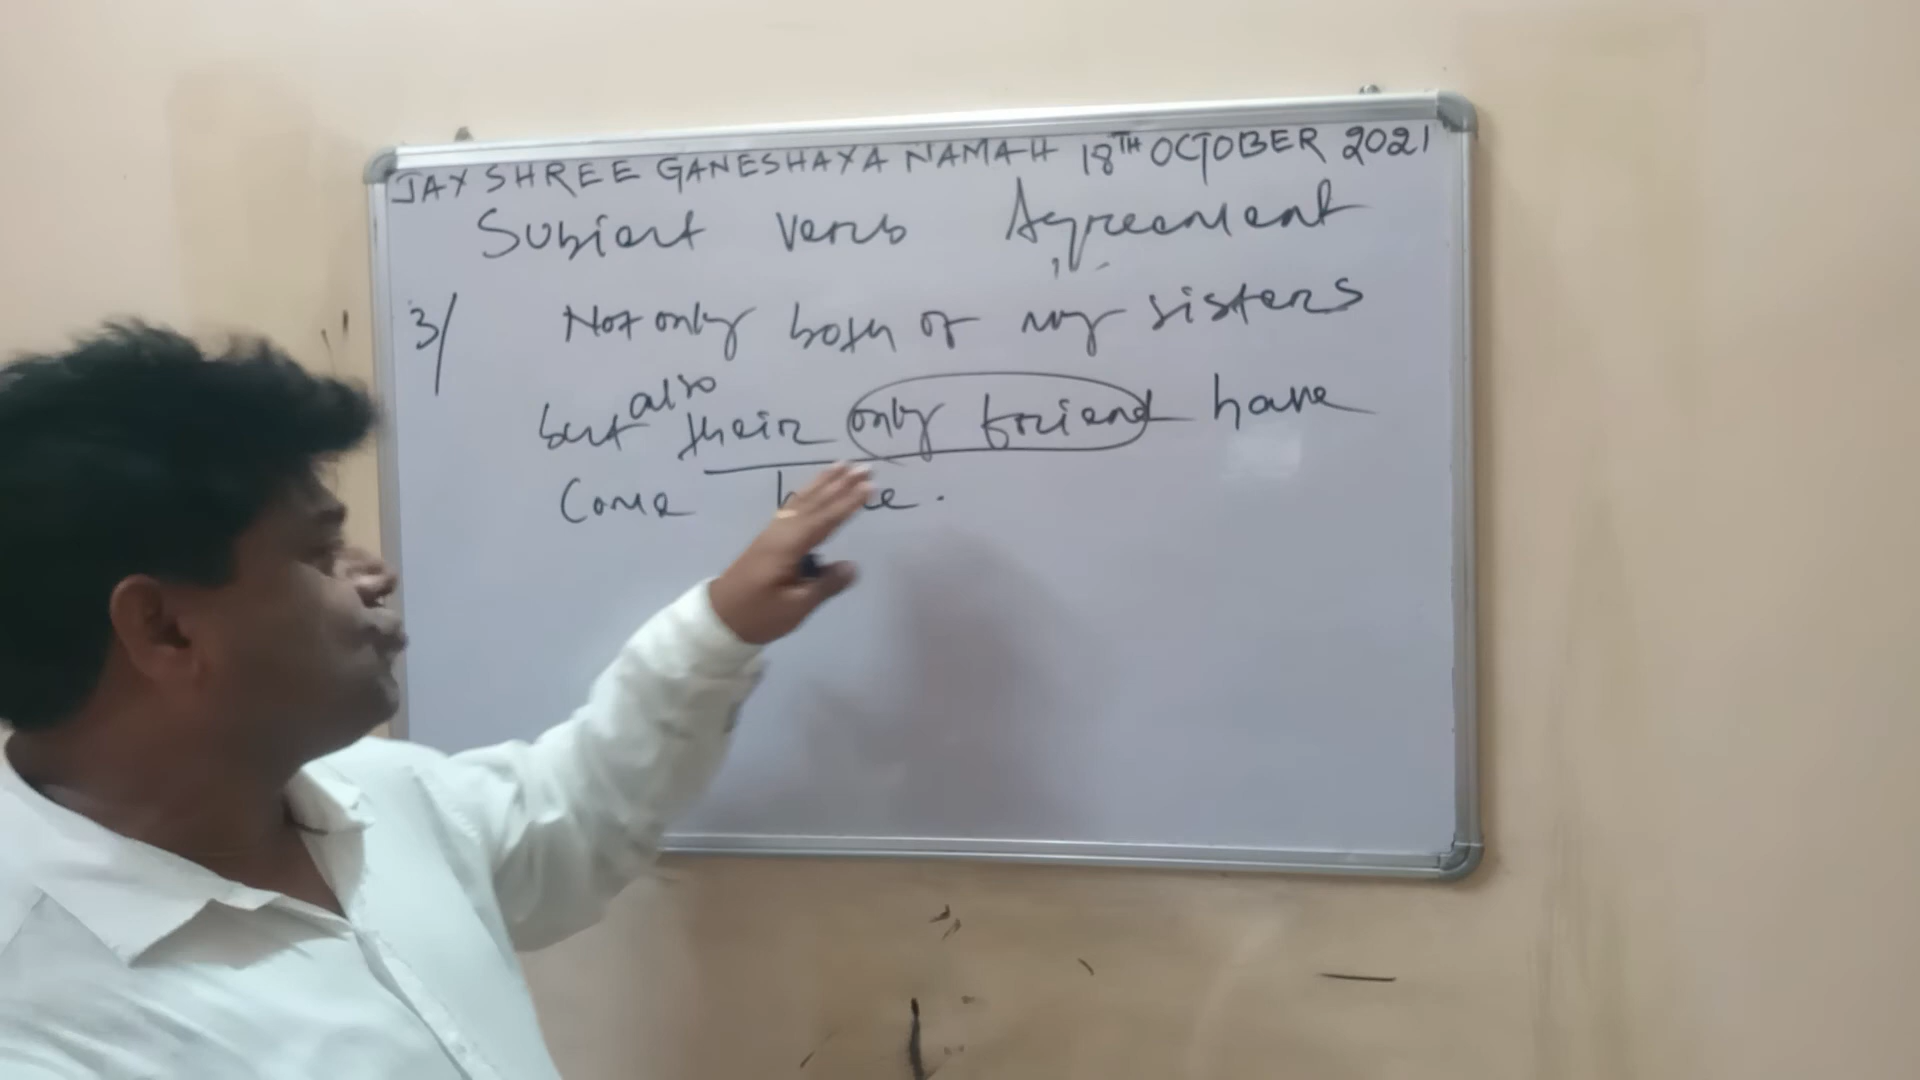 JAY SHREE GANESHAYA NAMAH 18TH OCTOBER 2021
Subject Verb Agreement
3/ Not only both of my sisters
but also their only friend have
Come here.